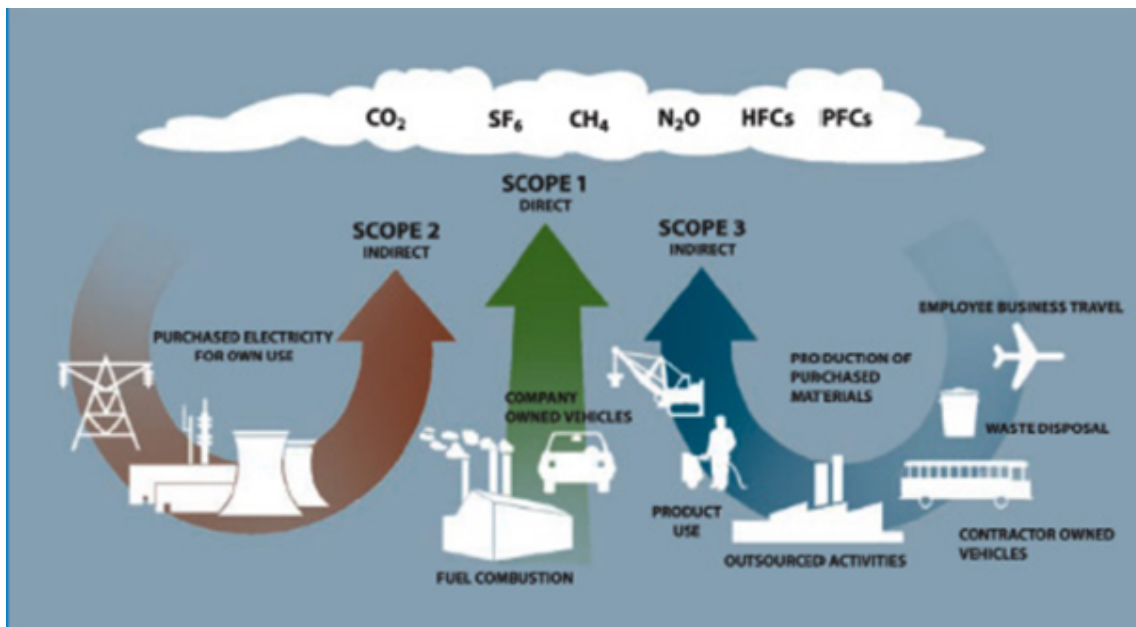 CO₂ SF₆ CH₄ N₂O HFCs PFCs
SCOPE 1
DIRECT
SCOPE 2
INDIRECT
SCOPE 3
INDIRECT
PURCHASED ELECTRICITY
FOR OWN USE
COMPANY
OWNED VEHICLES
FUEL COMBUSTION
EMPLOYEE BUSINESS TRAVEL
PRODUCTION OF
PURCHASED
MATERIALS
WASTE DISPOSAL
PRODUCT
USE
OUTSOURCED ACTIVITIES
CONTRACTOR OWNED
VEHICLES